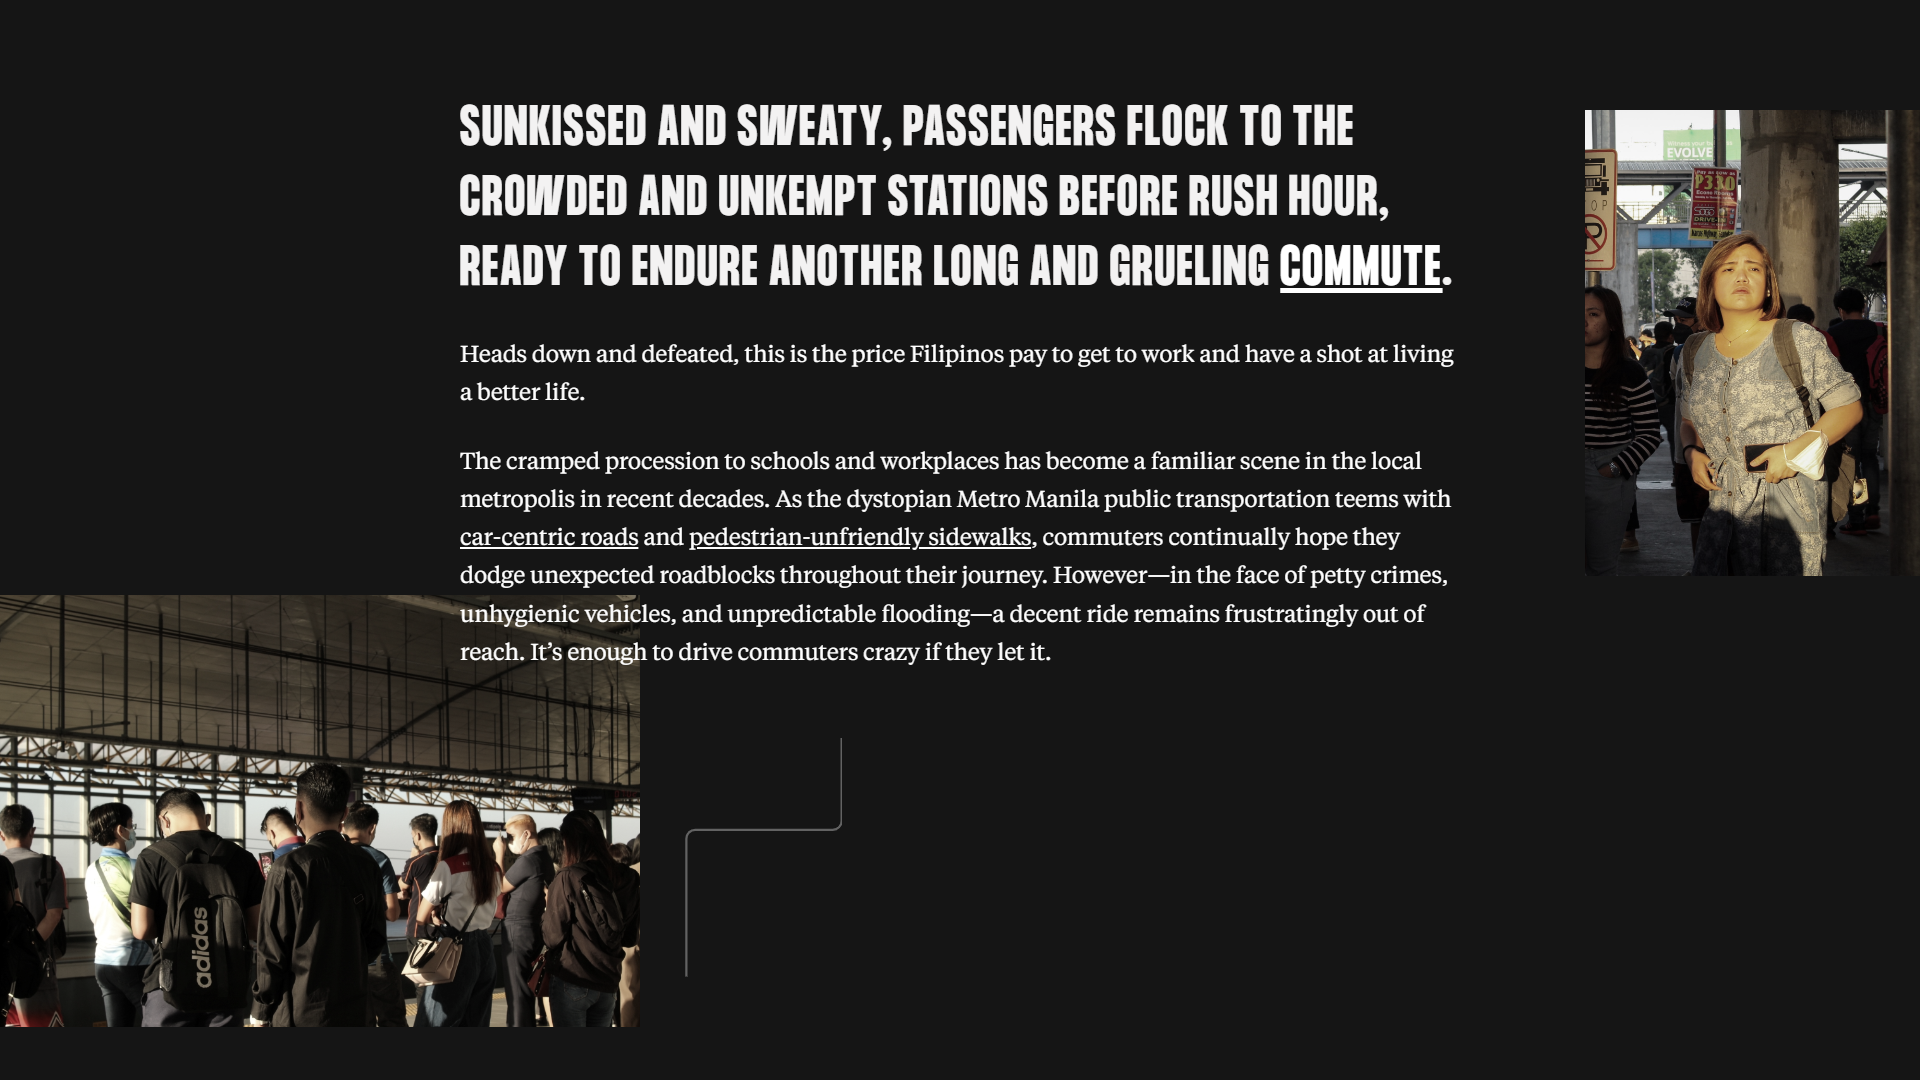 SUNKISSED AND SWEATY, PASSENGERS FLOCK TO THE
CROWDED AND UNKEMPT STATIONS BEFORE RUSH HOUR,
READY TO ENDURE ANOTHER LONG AND GRUELING COMMUTE.
Heads down and defeated, this is the price Filipinos pay to get to work and have a shot at living
a better life.
The cramped procession to schools and workplaces has become a familiar scene in the local
metropolis in recent decades. As the dystopian Metro Manila public transportation teems with
car-centric roads and pedestrian-unfriendly sidewalks, commuters continually hope they
dodge unexpected roadblocks throughout their journey. However—in the face of petty crimes,
unhygienic vehicles, and unpredictable flooding—a decent ride remains frustratingly out of
reach. It’s enough to drive commuters crazy if they let it.
EVOLVE
P330
DRIVE-IN
adidas